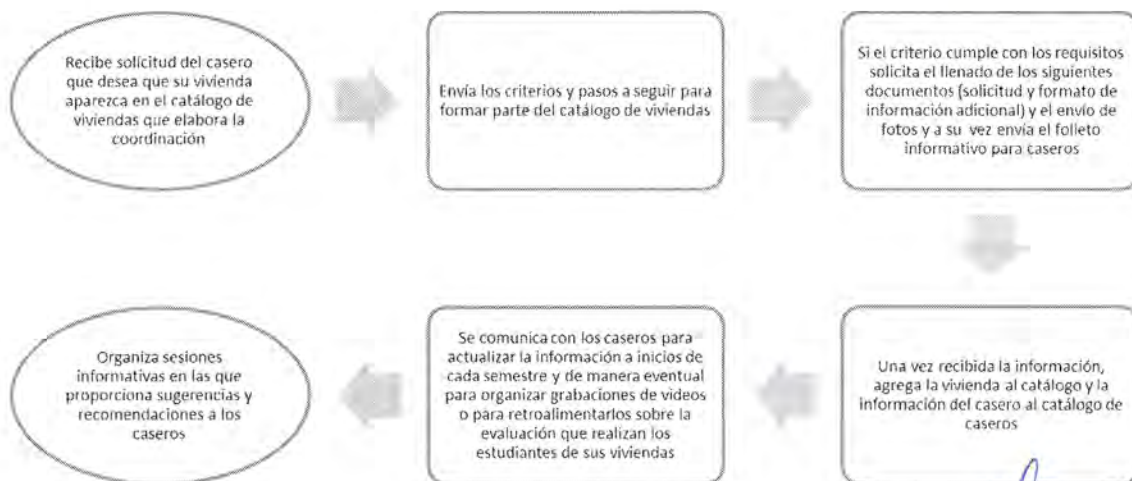 Recibe solicitud del casero
que desea que su vivienda
aparezca en el catálogo de
viviendas que elabora la
coordinación
Envía los criterios y pasos a seguir para
formar parte del catálogo de viviendas
Si el criterio cumple con los requisitos
solicita el llenado de los siguientes
documentos (solicitud y formato de
información adicional) y el envío de
fotos y a su vez envía el folleto
informativo para caseros
Una vez recibida la información,
agrega la vivienda al catálogo y la
información del casero al catálogo de
caseros
Se comunica con los caseros para
actualizar la información a inicios de
cada semestre y de manera eventual
para organizar grabaciones de videos
o para retroalimentarlos sobre la
evaluación que realizan los
estudiantes de sus viviendas
Organiza sesiones
informativas en las que
proporciona sugerencias y
recomendaciones a los
caseros